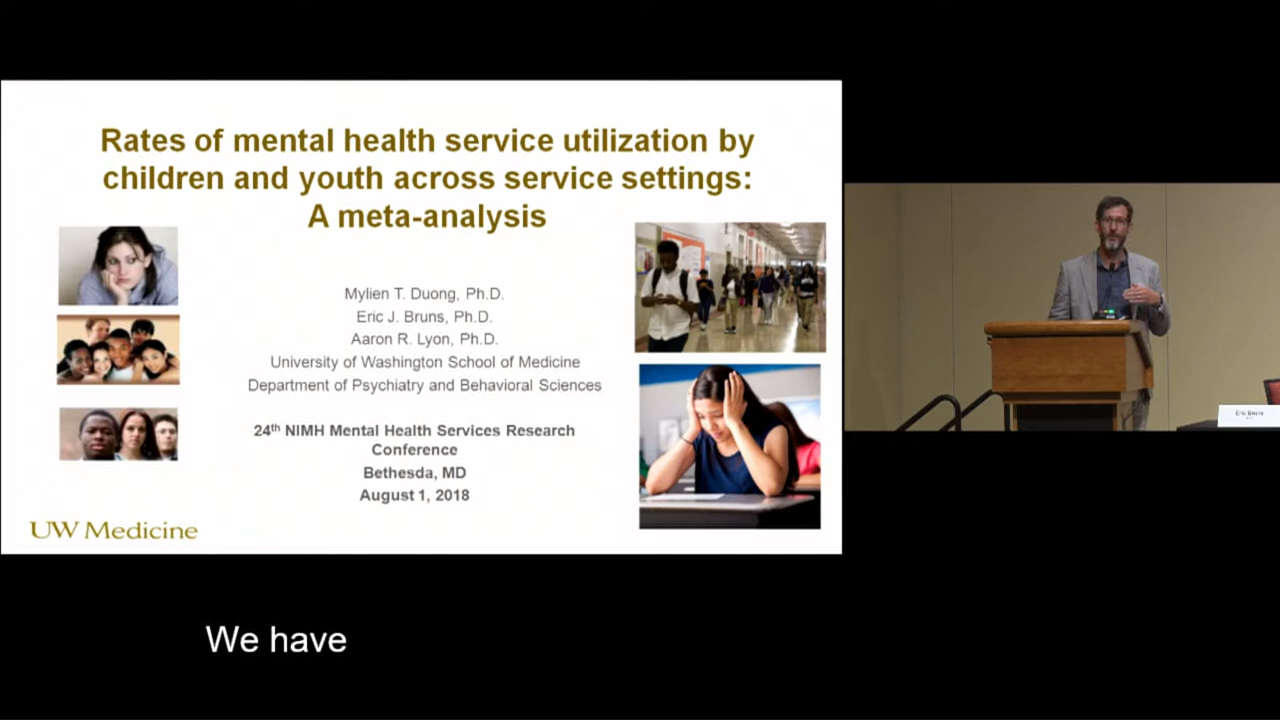 Rates of mental health service utilization by
children and youth across service settings:
A meta-analysis
Mylien T. Duong, Ph.D.
Eric J. Bruns, Ph.D.
Aaron R. Lyon, Ph.D.
University of Washington School of Medicine
Department of Psychiatry and Behavioral Sciences
24th NIMH Mental Health Services Research
Conference
Bethesda, MD
August 1, 2018
UW Medicine
Eric Bruns
We have